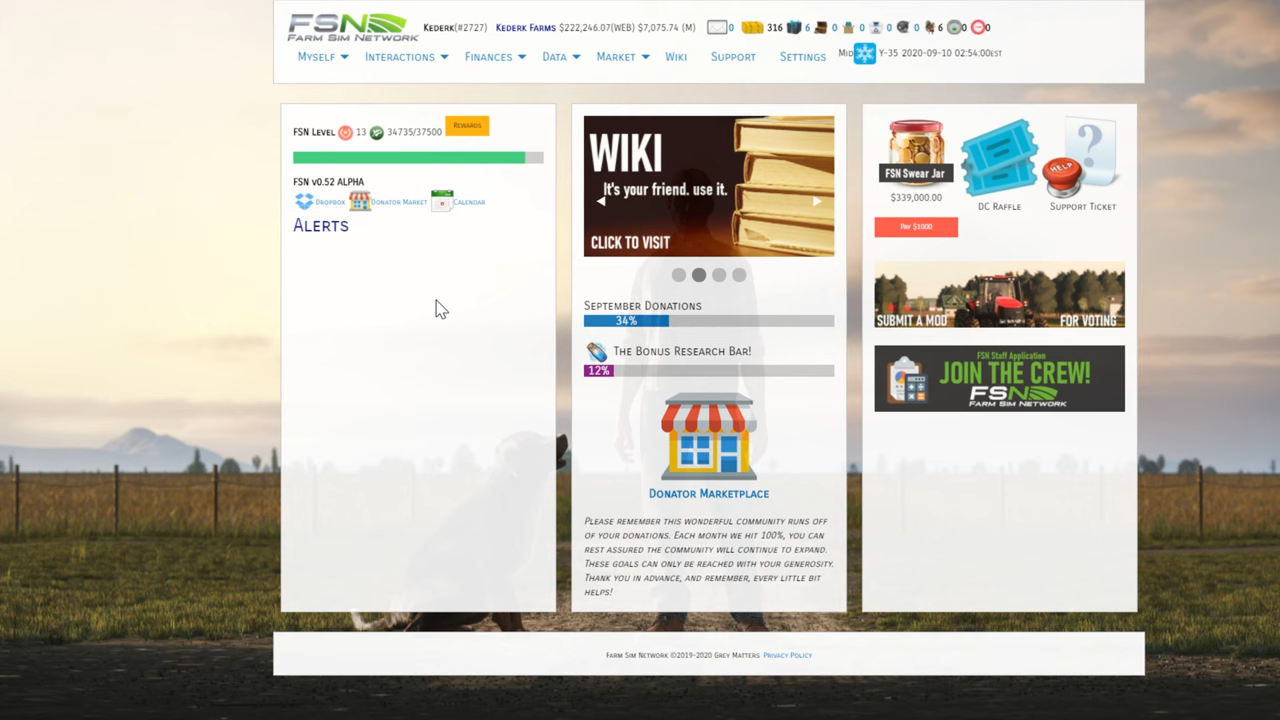 FSN
FARM SIM NETWORK
KEDERK(#2727) KEDERK FARMS $222,246.07(WEB) $7,075.74 (M) 0 316 6 0 0 0 0 6 0 0
MYSELF INTERACTIONS FINANCES DATA MARKET WIKI SUPPORT SETTINGS MID Y-35 2020-09-10 02:54:00EST
FSN LEVEL 13 XP 34735/37500 REWARDS
FSN V0.52 ALPHA
DROPBOX DONATOR MARKET CALENDAR
ALERTS
WIKI
It's your friend. use it.
CLICK TO VISIT
SEPTEMBER DONATIONS
34%
THE BONUS RESEARCH BAR!
12%
DONATOR MARKETPLACE
PLEASE REMEMBER THIS WONDERFUL COMMUNITY RUNS OFF
OF YOUR DONATIONS. EACH MONTH WE HIT 100%, YOU CAN
REST ASSURED THE COMMUNITY WILL CONTINUE TO EXPAND.
THESE GOALS CAN ONLY BE REACHED WITH YOUR GENEROSITY.
THANK YOU IN ADVANCE, AND REMEMBER, EVERY LITTLE BIT
HELPS!
FSN Swear Jar
$339,000.00
PAY $1000
DC RAFFLE
HELP
?
SUPPORT TICKET
SUBMIT A MOD FOR VOTING
FSN Staff Application
JOIN THE CREW!
FSN
FARM SIM NETWORK
FARM SIM NETWORK ©2019-2020 GREY MATTERS PRIVACY POLICY